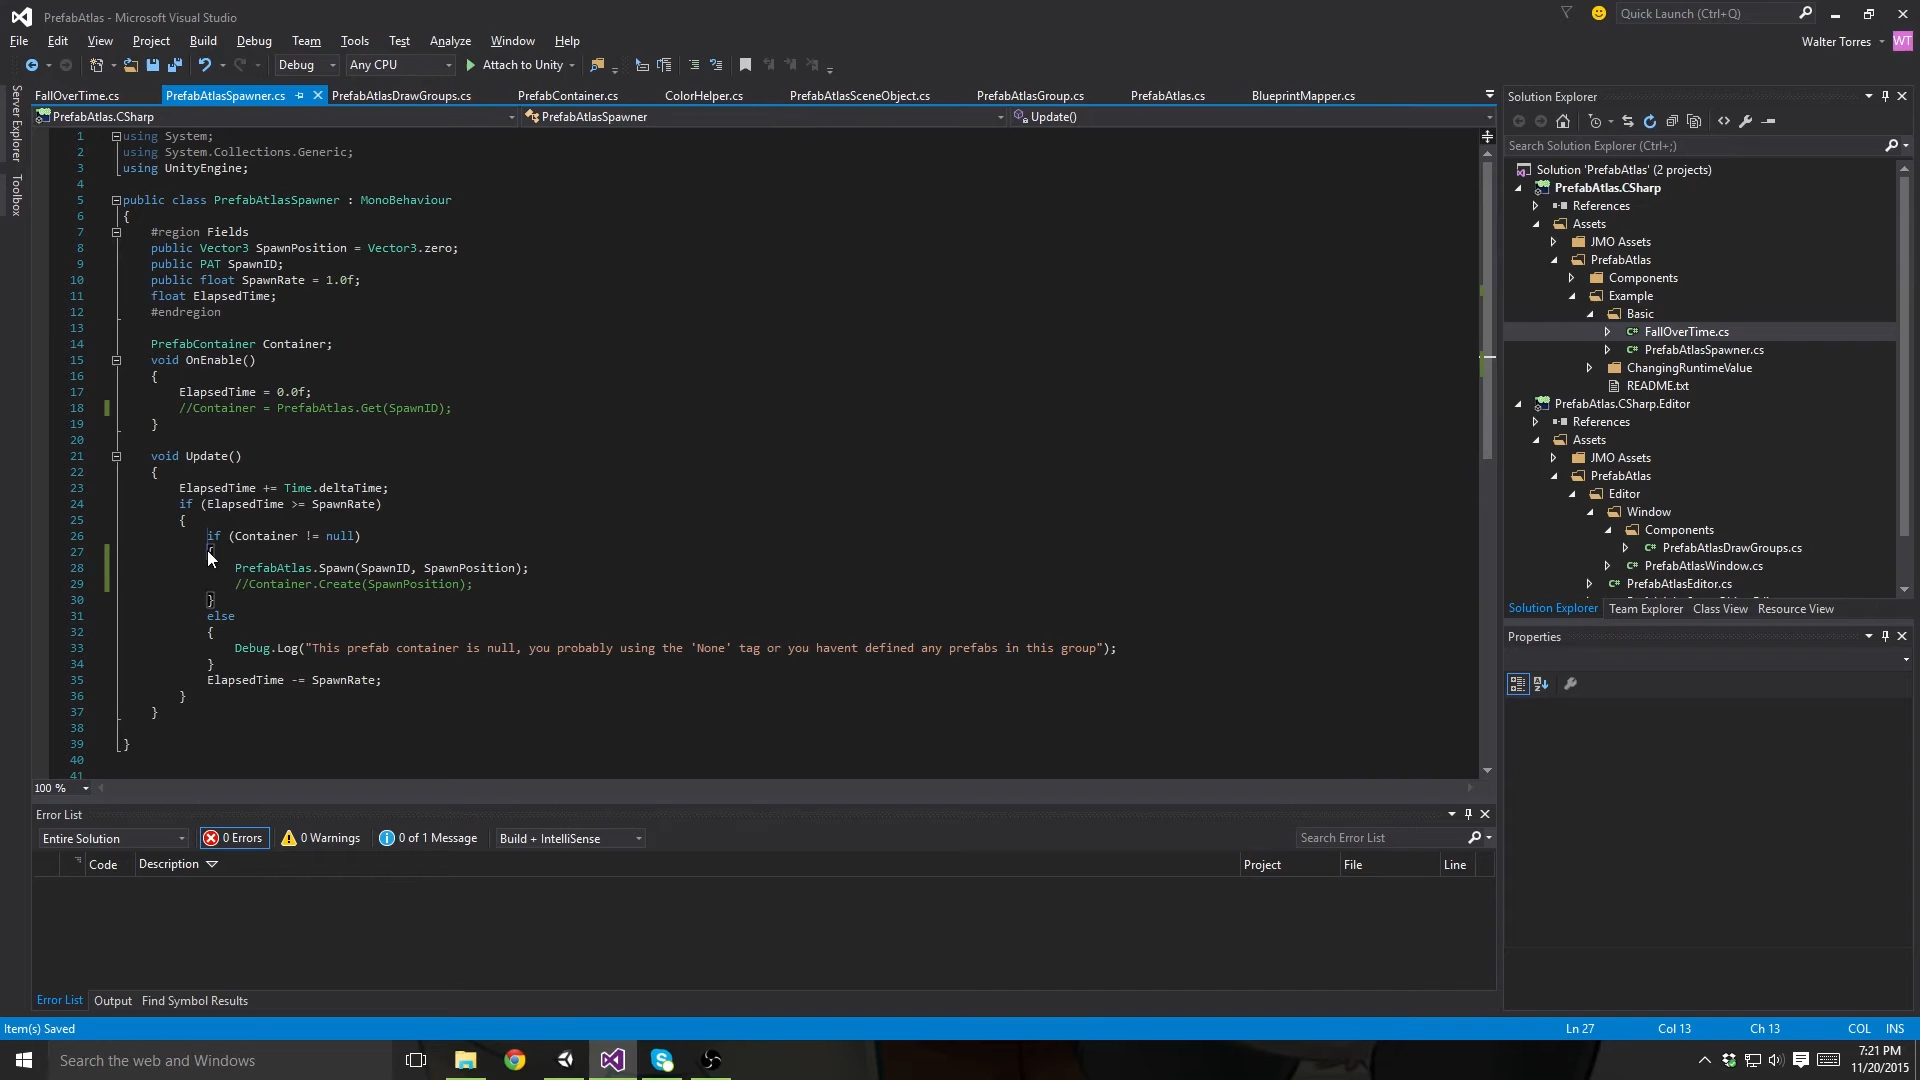 PrefabAtlas - Microsoft Visual Studio
Quick Launch (Ctrl+Q)
File Edit View Project Build Debug Team Tools Test Analyze Window Help
Walter Torres WT
Debug Any CPU Attach to Unity
Server Explorer
Toolbox
FallOverTime.cs PrefabAtlasSpawner.cs PrefabAtlasDrawGroups.cs PrefabContainer.cs ColorHelper.cs PrefabAtlasSceneObject.cs PrefabAtlasGroup.cs PrefabAtlas.cs BlueprintMapper.cs
PrefabAtlas.CSharp PrefabAtlasSpawner Update()
1 using System;
2 using System.Collections.Generic;
3 using UnityEngine;
4
5 public class PrefabAtlasSpawner : MonoBehaviour
6 {
7 #region Fields
8 public Vector3 SpawnPosition = Vector3.zero;
9 public PAT SpawnID;
10 public float SpawnRate = 1.0f;
11 float ElapsedTime;
12 #endregion
13
14 PrefabContainer Container;
15 void OnEnable()
16 {
17 ElapsedTime = 0.0f;
18 //Container = PrefabAtlas.Get(SpawnID);
19 }
20
21 void Update()
22 {
23 ElapsedTime += Time.deltaTime;
24 if (ElapsedTime >= SpawnRate)
25 {
26 if (Container != null)
27 {
28 PrefabAtlas.Spawn(SpawnID, SpawnPosition);
29 //Container.Create(SpawnPosition);
30 }
31 else
32 {
33 Debug.Log("This prefab container is null, you probably using the 'None' tag or you havent defined any prefabs in this group");
34 }
35 ElapsedTime -= SpawnRate;
36 }
37 }
38
39 }
40
41
100 %
Solution Explorer
Search Solution Explorer (Ctrl+;)
Solution 'PrefabAtlas' (2 projects)
PrefabAtlas.CSharp
References
Assets
JMO Assets
PrefabAtlas
Components
Example
Basic
FallOverTime.cs
PrefabAtlasSpawner.cs
ChangingRuntimeValue
README.txt
PrefabAtlas.CSharp.Editor
References
Assets
JMO Assets
PrefabAtlas
Editor
Window
Components
PrefabAtlasDrawGroups.cs
PrefabAtlasWindow.cs
PrefabAtlasEditor.cs
Solution Explorer Team Explorer Class View Resource View
Properties
Error List
Entire Solution 0 Errors 0 Warnings 0 of 1 Message Build + IntelliSense Search Error List
Code Description Project File Line
Error List Output Find Symbol Results
Item(s) Saved Ln 27 Col 13 Ch 13 COL INS
Search the web and Windows
7:21 PM
11/20/2015